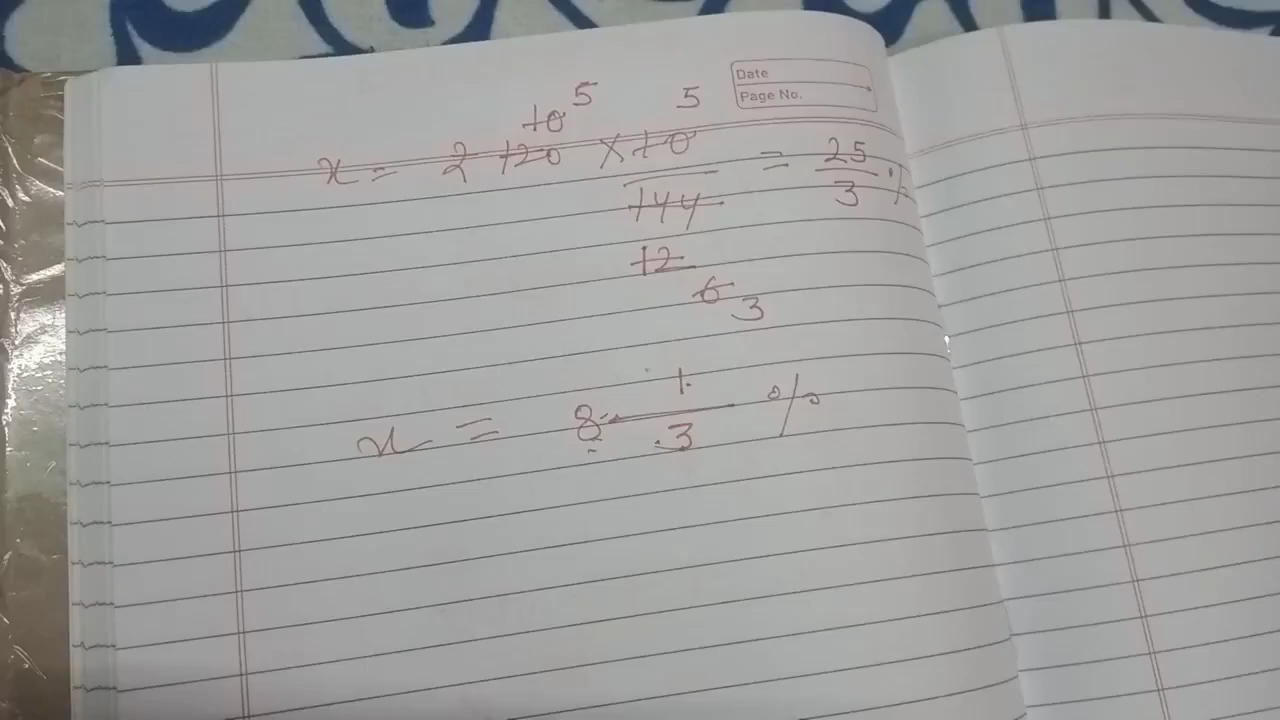 Date
Page No.
10 5 5
x = 2 120 × 10 = 25/3 %
144
12
6 3
x = 8 1/3 %